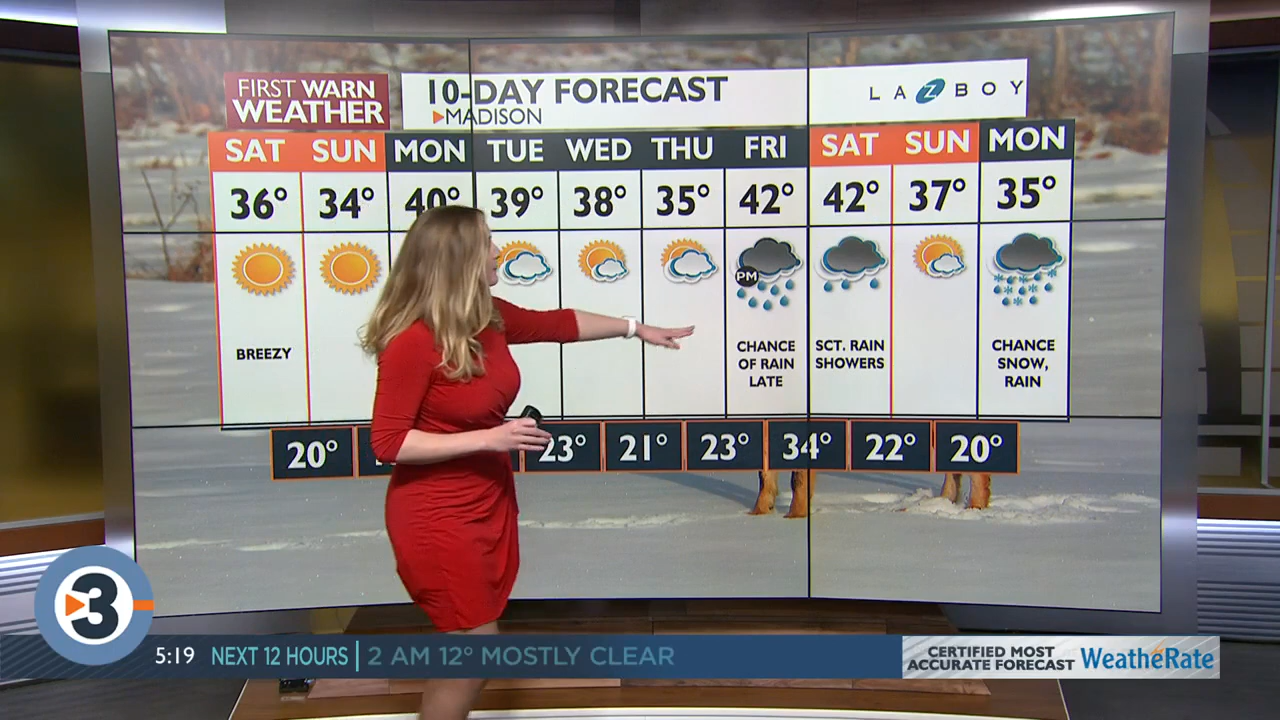 FIRST WARN
WEATHER
10-DAY FORECAST
MADISON
LAZBOY
SAT SUN MON TUE WED THU FRI SAT SUN MON
36° 34° 40° 39° 38° 35° 42° 42° 37° 35°
PM
BREEZY
CHANCE
OF RAIN
LATE
SCT. RAIN
SHOWERS
CHANCE
SNOW,
RAIN
20° 23° 21° 23° 34° 22° 20°
3
5:19 NEXT 12 HOURS 2 AM 12° MOSTLY CLEAR
CERTIFIED MOST
ACCURATE FORECAST
WeatheRate